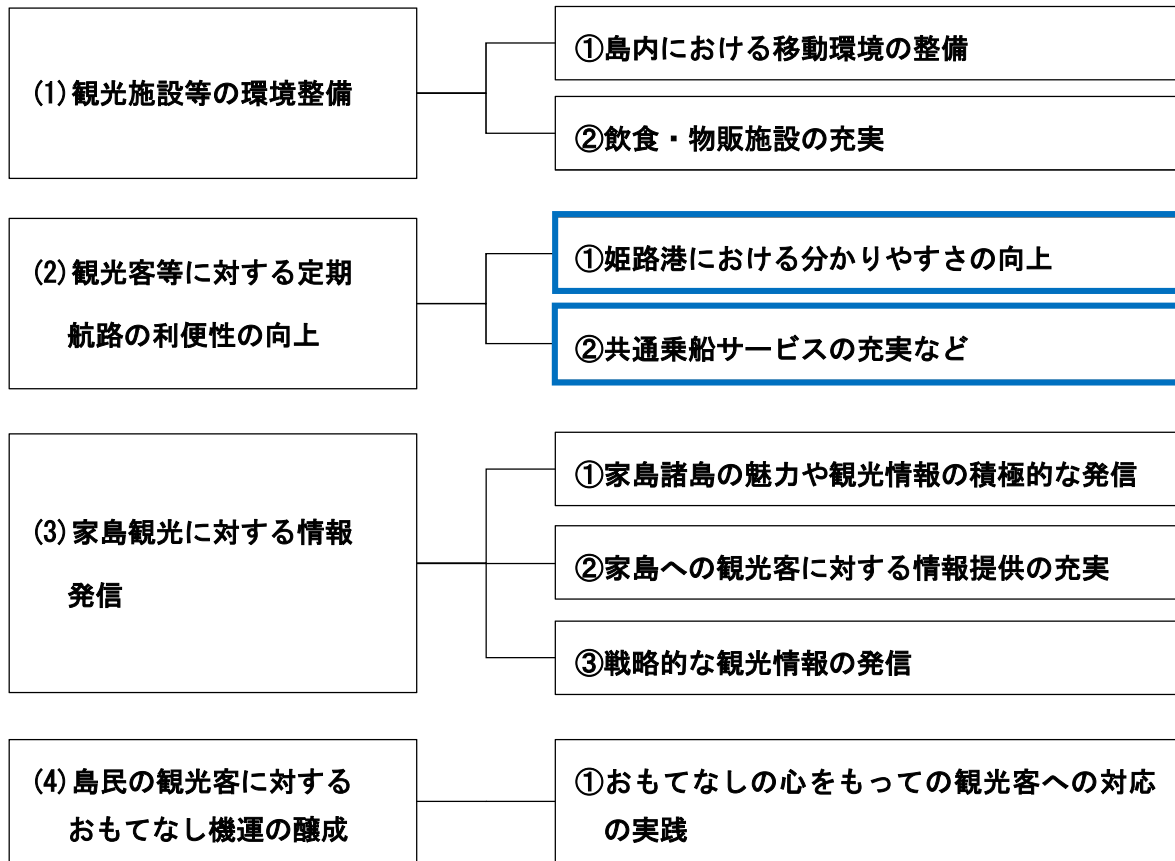 (1)観光施設等の環境整備
①島内における移動環境の整備
②飲食・物販施設の充実
(2)観光客等に対する定期
航路の利便性の向上
①姫路港における分かりやすさの向上
②共通乗船サービスの充実など
(3)家島観光に対する情報
発信
①家島諸島の魅力や観光情報の積極的な発信
②家島への観光客に対する情報提供の充実
③戦略的な観光情報の発信
(4)島民の観光客に対する
おもてなし機運の醸成
①おもてなしの心をもっての観光客への対応
の実践